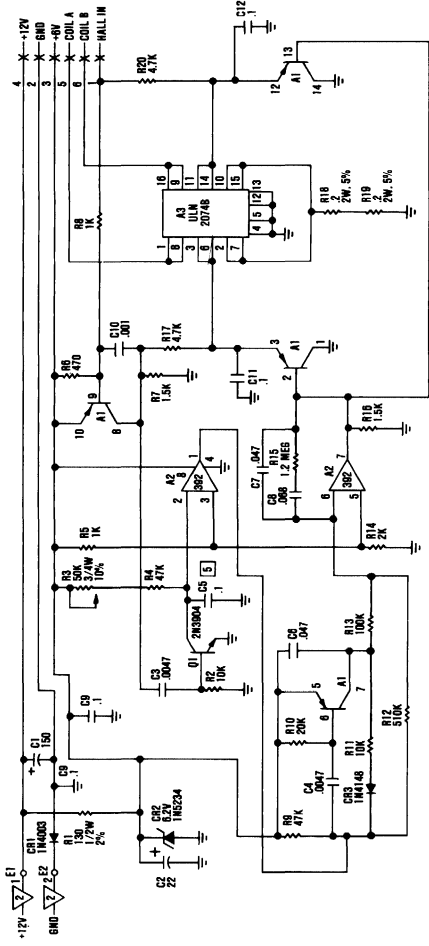 E1
1
2
+12V
E2
2
2
GND
CR1
1N4003
+
C1
150
C9
.1
C9
.1
R1
130
1/2W
2%
C2
22
+
CR2
6.2V
1N5234
R3
50K
3/4W
10%
R4
47K
R5
1K
R6
470
R8
1K
10
9
A1
8
C10
.001
C3
.0047
R2
10K
Q1
2N3904
C5
.1
5
2
3
A2
8
392
1
4
R7
1.5K
R17
4.7K
C11
.1
3
2
A1
1
C7
.047
C8
.068
R15
1.2 MEG
6
5
A2
392
7
R16
1.5K
R14
2K
R9
47K
R10
20K
C4
.0047
CR3
1N4148
R11
10K
5
6
A1
7
C6
.047
R13
100K
R12
510K
1
8
3
6
2
7
A3
ULN
2074B
16
9
11
14
10
15
4
5
12
13
R18
.2
2W, 5%
R19
.2
2W, 5%
R20
4.7K
C12
.1
12
13
A1
14
4
+12V
2
GND
3
+6V
5
COIL A
6
COIL B
1
HALL IN